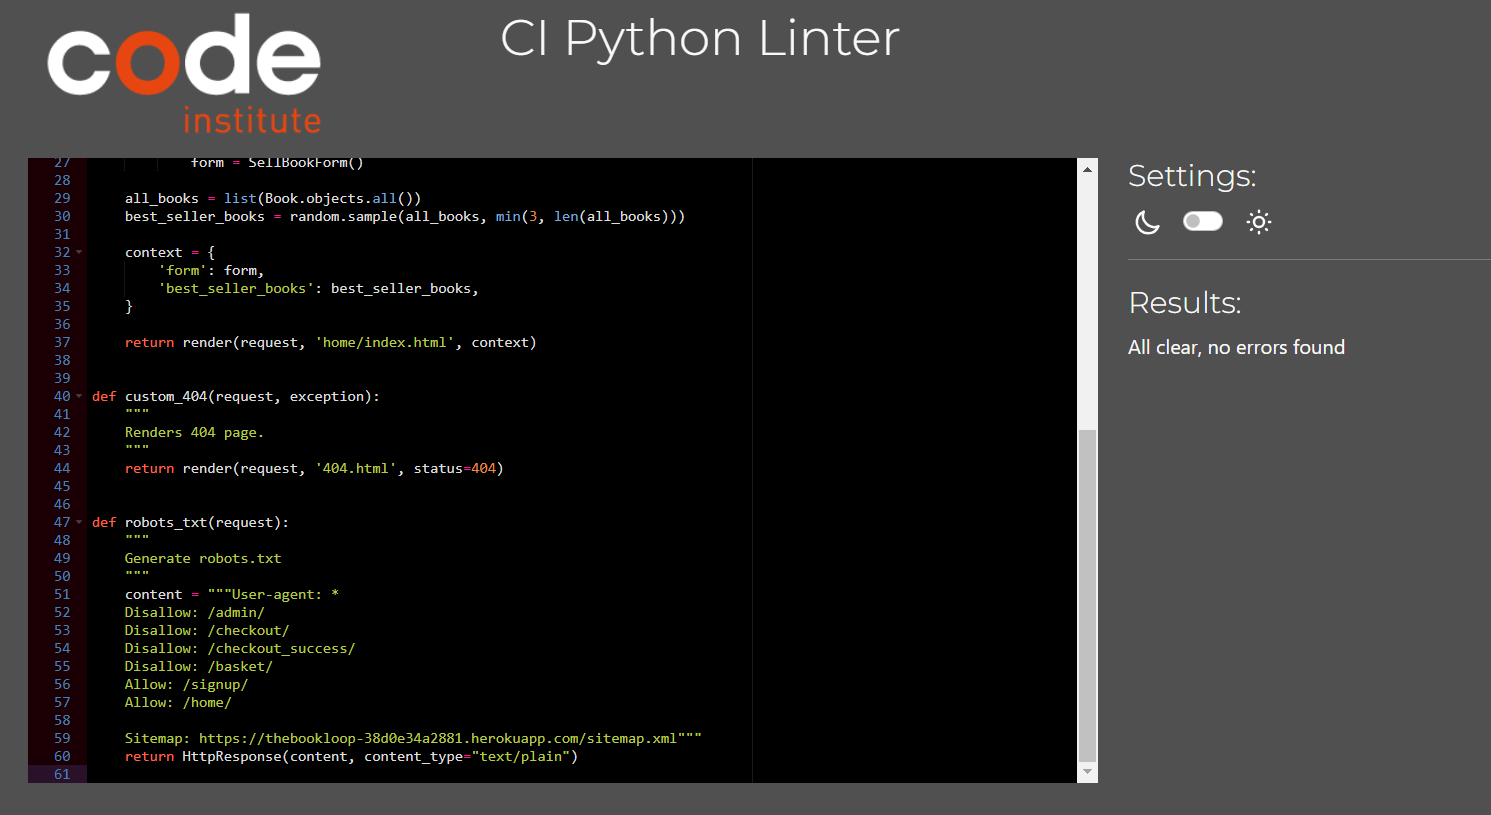 code
institute
CI Python Linter
27 form = SellBookForm()
28
29 all_books = list(Book.objects.all())
30 best_seller_books = random.sample(all_books, min(3, len(all_books)))
31
32 context = {
33 'form': form,
34 'best_seller_books': best_seller_books,
35 }
36
37 return render(request, 'home/index.html', context)
38
39
40 def custom_404(request, exception):
41 """
42 Renders 404 page.
43 """
44 return render(request, '404.html', status=404)
45
46
47 def robots_txt(request):
48 """
49 Generate robots.txt
50 """
51 content = """User-agent: *
52 Disallow: /admin/
53 Disallow: /checkout/
54 Disallow: /checkout_success/
55 Disallow: /basket/
56 Allow: /signup/
57 Allow: /home/
58
59 Sitemap: https://thebookloop-38d0e34a2881.herokuapp.com/sitemap.xml"""
60 return HttpResponse(content, content_type="text/plain")
61
Settings:
Results:
All clear, no errors found